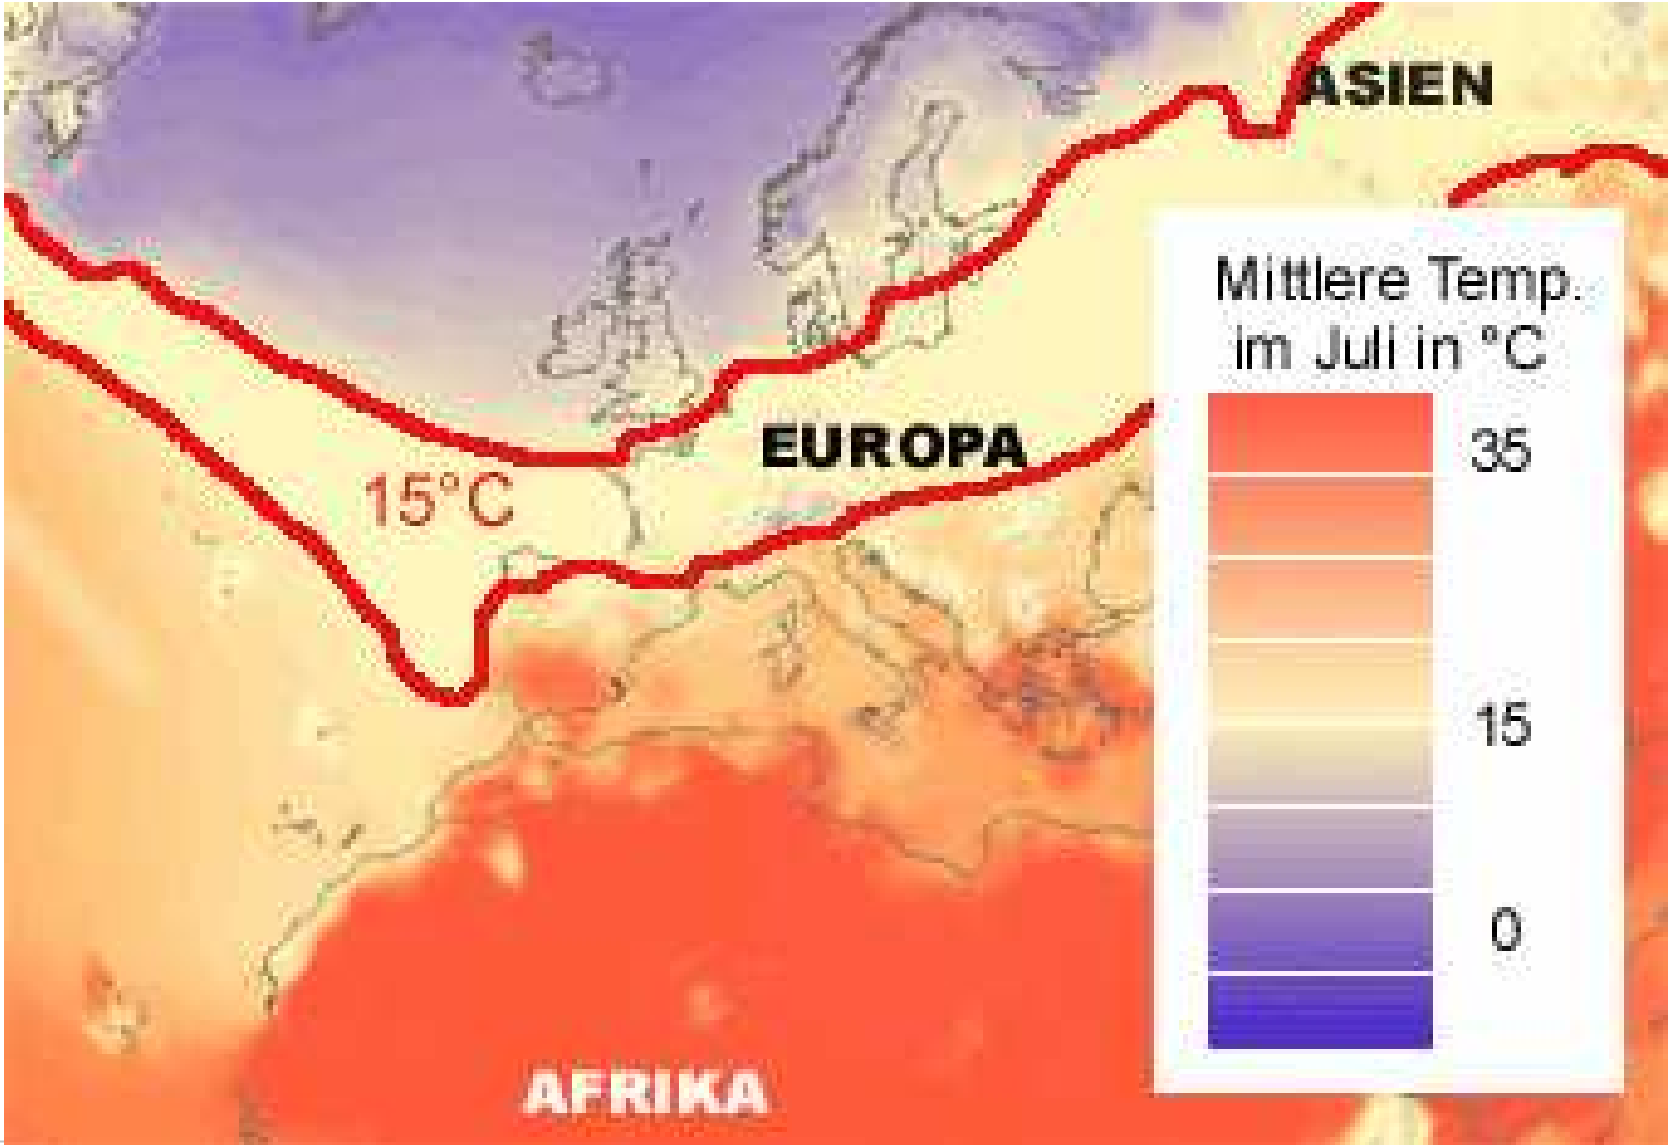 ASIEN
Mittlere Temp.
im Juli in °C
EUROPA
35
15°C
15
0
AFRIKA